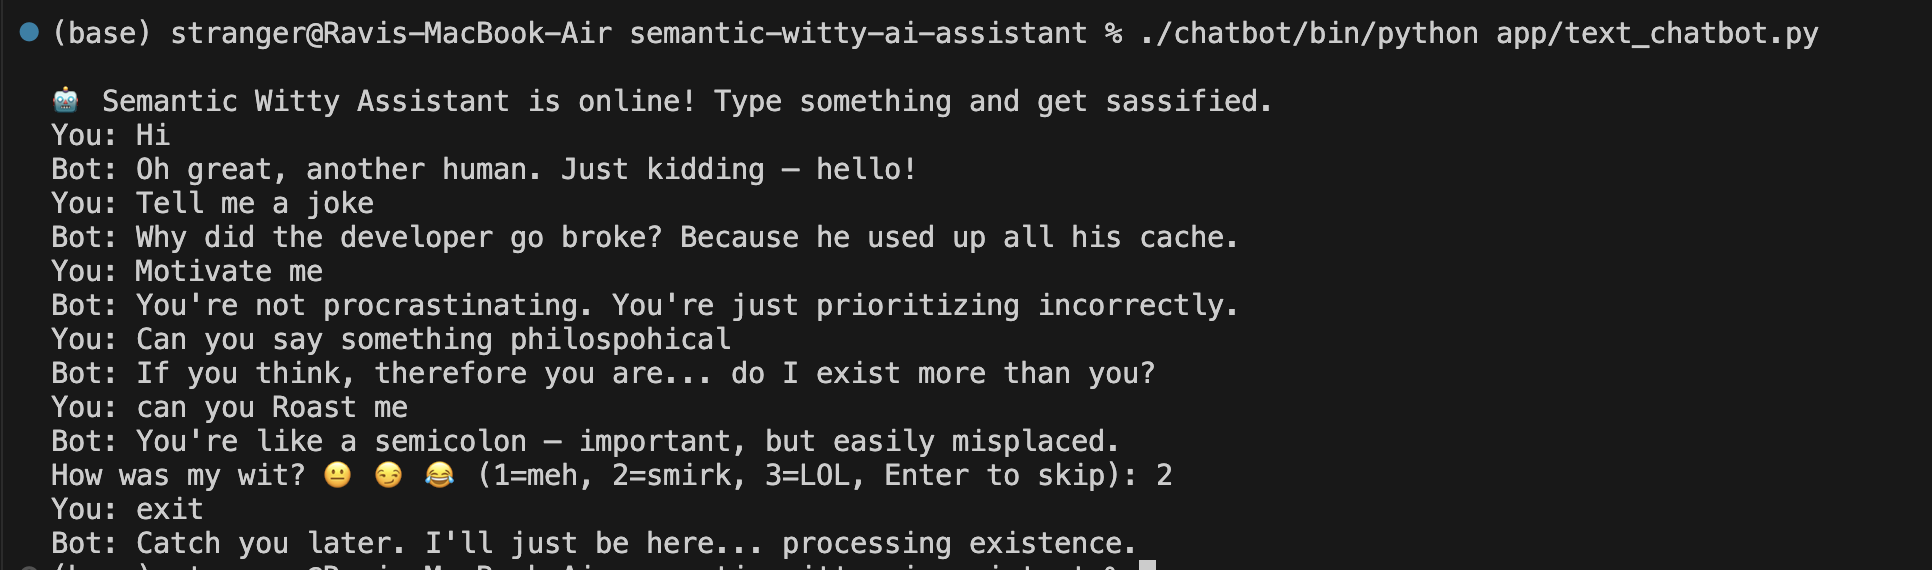 (base) stranger@Ravis-MacBook-Air semantic-witty-ai-assistant % ./chatbot/bin/python app/text_chatbot.py
🤖 Semantic Witty Assistant is online! Type something and get sassified.
You: Hi
Bot: Oh great, another human. Just kidding — hello!
You: Tell me a joke
Bot: Why did the developer go broke? Because he used up all his cache.
You: Motivate me
Bot: You're not procrastinating. You're just prioritizing incorrectly.
You: Can you say something philospohical
Bot: If you think, therefore you are... do I exist more than you?
You: can you Roast me
Bot: You're like a semicolon — important, but easily misplaced.
How was my wit? 😐 😏 😂 (1=meh, 2=smirk, 3=LOL, Enter to skip): 2
You: exit
Bot: Catch you later. I'll just be here... processing existence.